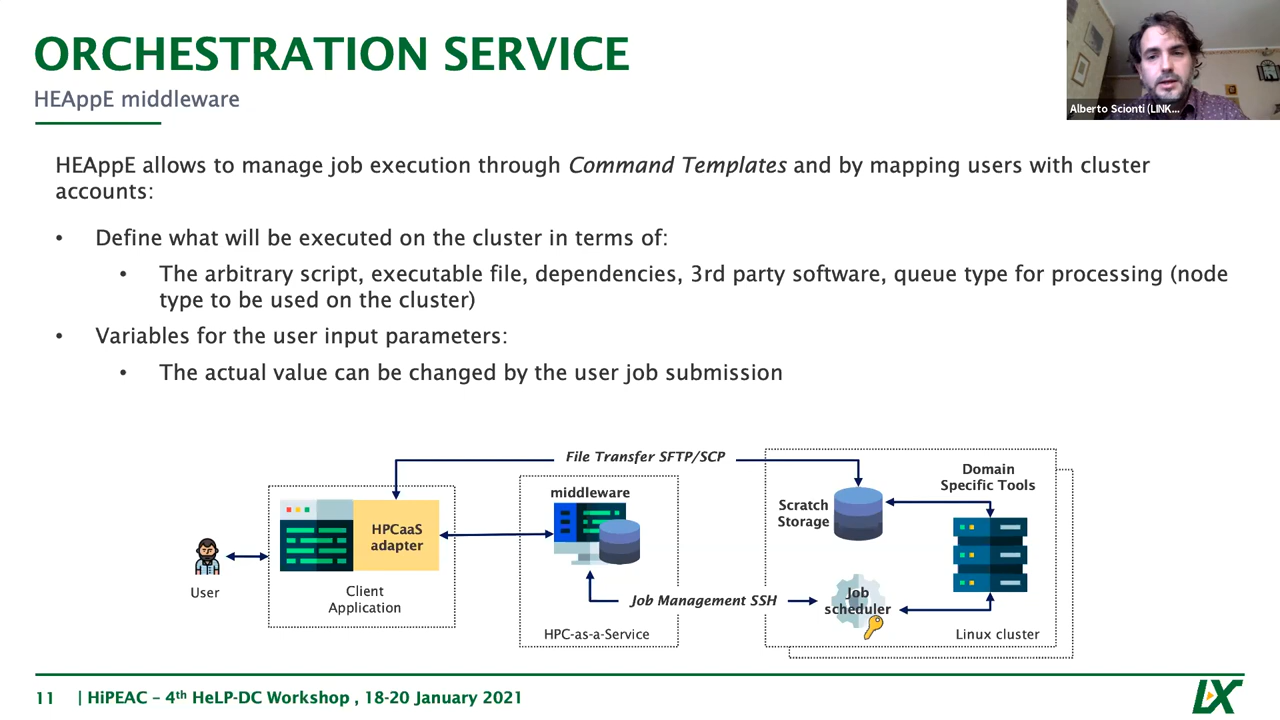 ORCHESTRATION SERVICE
HEAppE middleware
Alberto Scionti (LINK...
HEAppE allows to manage job execution through Command Templates and by mapping users with cluster
accounts:
• Define what will be executed on the cluster in terms of:
• The arbitrary script, executable file, dependencies, 3rd party software, queue type for processing (node
type to be used on the cluster)
• Variables for the user input parameters:
• The actual value can be changed by the user job submission
File Transfer SFTP/SCP
Domain
Specific Tools
middleware
Scratch
Storage
HPCaaS
adapter
User
Client
Application
Job Management SSH
Job
scheduler
HPC-as-a-Service
Linux cluster
11 | HiPEAC – 4th HeLP-DC Workshop , 18-20 January 2021
LX